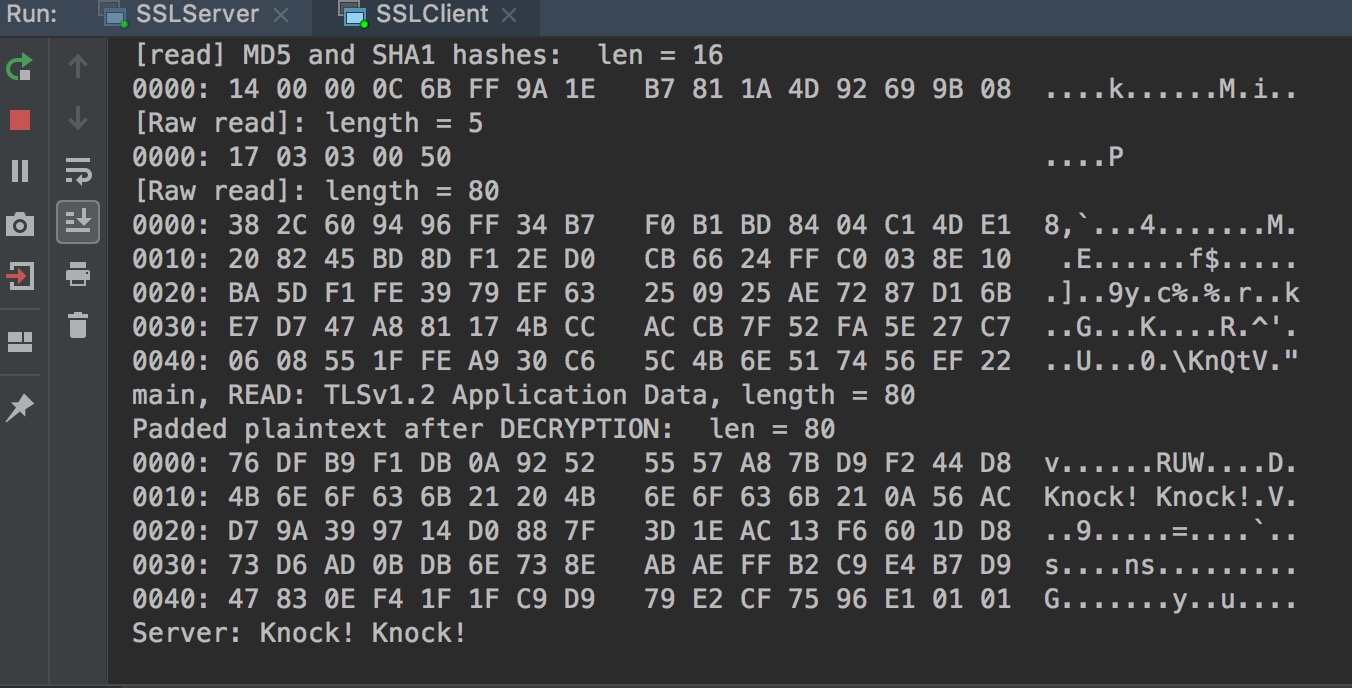 Run: SSLServer × SSLClient ×
[read] MD5 and SHA1 hashes:  len = 16
0000: 14 00 00 0C 6B FF 9A 1E   B7 81 1A 4D 92 69 9B 08  ....k......M.i..
[Raw read]: length = 5
0000: 17 03 03 00 50                                     ....P
[Raw read]: length = 80
0000: 38 2C 60 94 96 FF 34 B7   F0 B1 BD 84 04 C1 4D E1  8,`...4.......M.
0010: 20 82 45 BD 8D F1 2E D0   CB 66 24 FF C0 03 8E 10   .E......f$.....
0020: BA 5D F1 FE 39 79 EF 63   25 09 25 AE 72 87 D1 6B  .]..9y.c%.%.r..k
0030: E7 D7 47 A8 81 17 4B CC   AC CB 7F 52 FA 5E 27 C7  ..G...K....R.^'.
0040: 06 08 55 1F FE A9 30 C6   5C 4B 6E 51 74 56 EF 22  ..U...0.\KnQtV."
main, READ: TLSv1.2 Application Data, length = 80
Padded plaintext after DECRYPTION:  len = 80
0000: 76 DF B9 F1 DB 0A 92 52   55 57 A8 7B D9 F2 44 D8  v......RUW....D.
0010: 4B 6E 6F 63 6B 21 20 4B   6E 6F 63 6B 21 0A 56 AC  Knock! Knock!.V.
0020: D7 9A 39 97 14 D0 88 7F   3D 1E AC 13 F6 60 1D D8  ..9.....=....`..
0030: 73 D6 AD 0B DB 6E 73 8E   AB AE FF B2 C9 E4 B7 D9  s....ns.........
0040: 47 83 0E F4 1F 1F C9 D9   79 E2 CF 75 96 E1 01 01  G.......y..u....
Server: Knock! Knock!